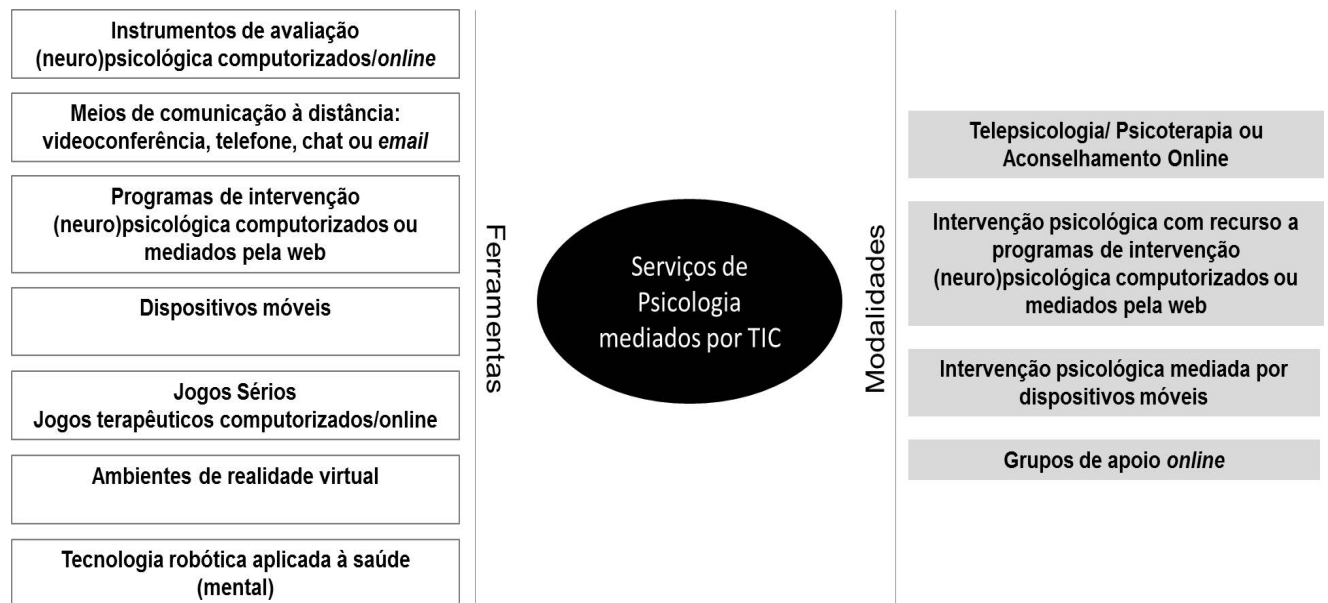 Instrumentos de avaliação
(neuro)psicológica computorizados/online
Meios de comunicação à distância:
videoconferência, telefone, chat ou email
Programas de intervenção
(neuro)psicológica computorizados ou
mediados pela web
Dispositivos móveis
Jogos Sérios
Jogos terapêuticos computorizados/online
Ambientes de realidade virtual
Tecnologia robótica aplicada à saúde
(mental)
Ferramentas
Serviços de
Psicologia
mediados por TIC
Modalidades
Telepsicologia/ Psicoterapia ou
Aconselhamento Online
Intervenção psicológica com recurso a
programas de intervenção
(neuro)psicológica computorizados ou
mediados pela web
Intervenção psicológica mediada por
dispositivos móveis
Grupos de apoio online